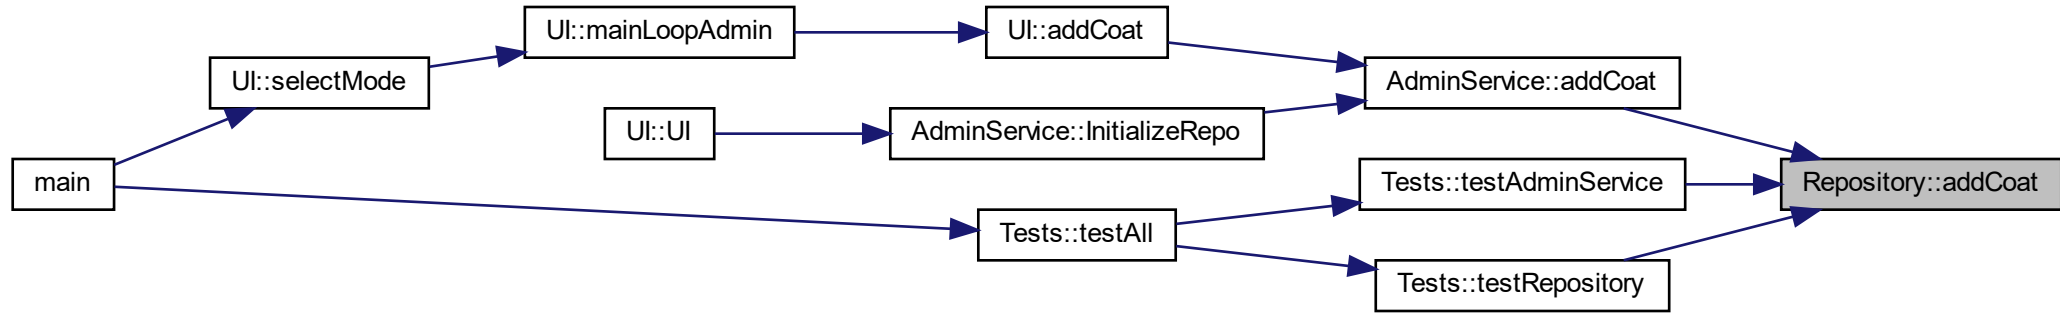 UI::mainLoopAdmin
UI::addCoat
UI::selectMode
AdminService::addCoat
UI::UI
AdminService::InitializeRepo
main
Tests::testAdminService
Repository::addCoat
Tests::testAll
Tests::testRepository